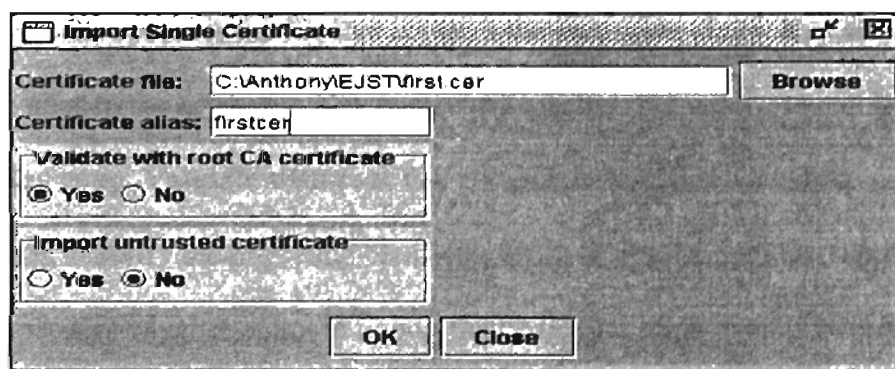 Import Single Certificate
Certificate file: C:\Anthony\EJST\first.cer Browse
Certificate alias: firstcer
Validate with root CA certificate
Yes No
Import untrusted certificate
Yes No
OK Close